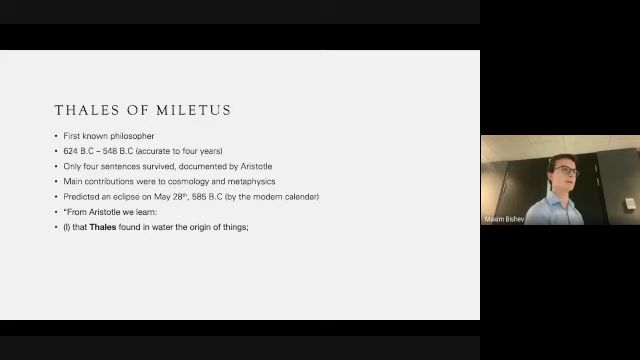 THALES OF MILETUS
• First known philosopher
• 624 B.C – 548 B.C (accurate to four years)
• Only four sentences survived, documented by Aristotle
• Main contributions were to cosmology and metaphysics
• Predicted an eclipse on May 28th, 585 B.C (by the modern calendar)
• "From Aristotle we learn:
• (I) that Thales found in water the origin of things;
Maxim Bishev